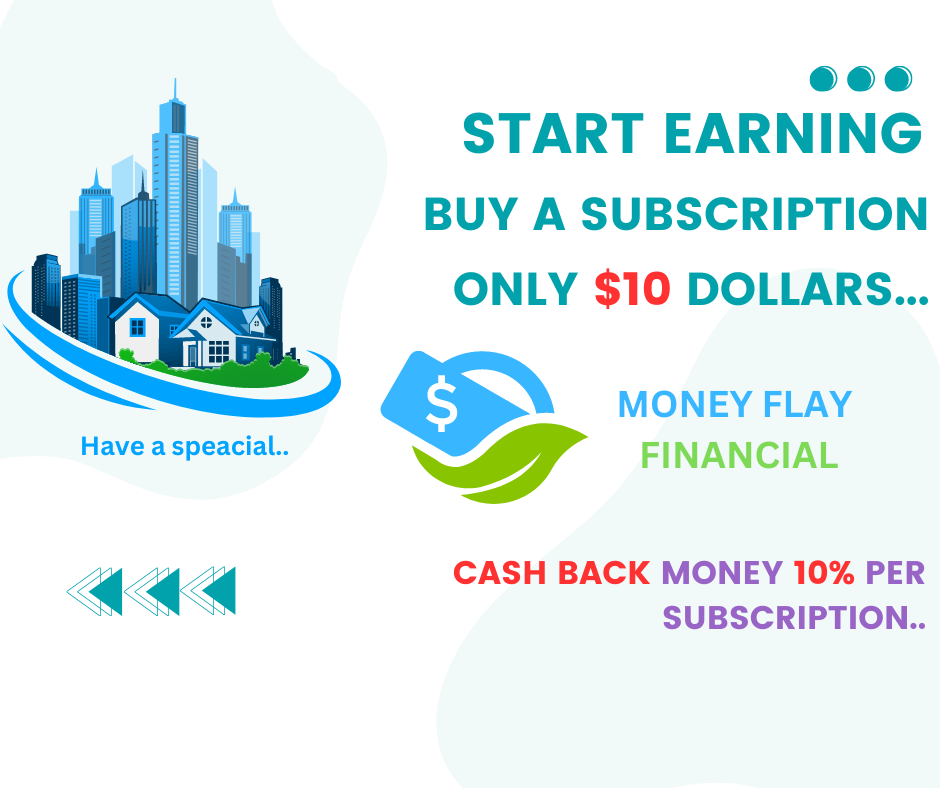 START EARNING
BUY A SUBSCRIPTION
ONLY $10 DOLLARS...
Have a speacial..
$
MONEY FLAY
FINANCIAL
CASH BACK MONEY 10% PER
SUBSCRIPTION..